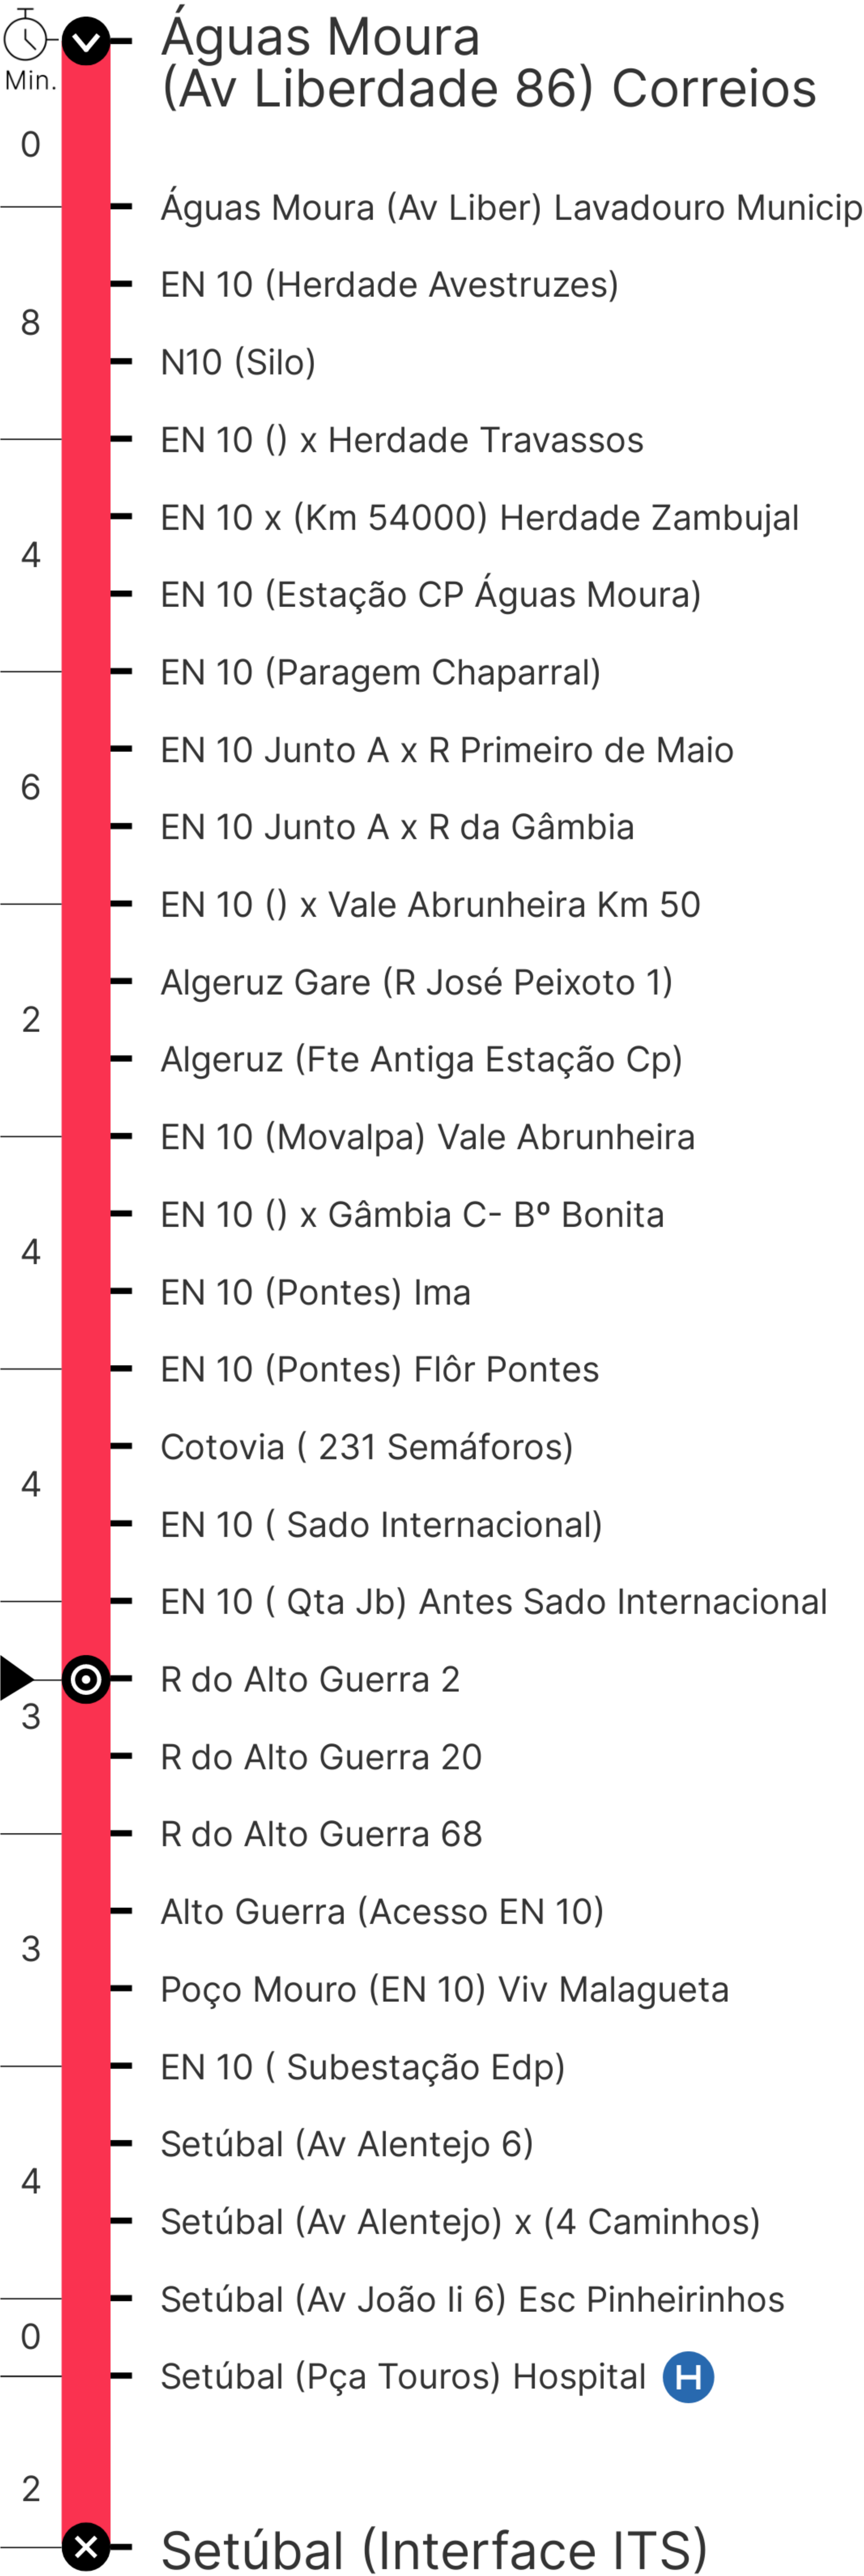 Min.
Águas Moura
(Av Liberdade 86) Correios
0
Águas Moura (Av Liber) Lavadouro Municip
EN 10 (Herdade Avestruzes)
8
N10 (Silo)
EN 10 () x Herdade Travassos
EN 10 x (Km 54000) Herdade Zambujal
4
EN 10 (Estação CP Águas Moura)
EN 10 (Paragem Chaparral)
EN 10 Junto A x R Primeiro de Maio
6
EN 10 Junto A x R da Gâmbia
EN 10 () x Vale Abrunheira Km 50
Algeruz Gare (R José Peixoto 1)
2
Algeruz (Fte Antiga Estação Cp)
EN 10 (Movalpa) Vale Abrunheira
EN 10 () x Gâmbia C- Bº Bonita
4
EN 10 (Pontes) Ima
EN 10 (Pontes) Flôr Pontes
Cotovia ( 231 Semáforos)
4
EN 10 ( Sado Internacional)
EN 10 ( Qta Jb) Antes Sado Internacional
R do Alto Guerra 2
3
R do Alto Guerra 20
R do Alto Guerra 68
Alto Guerra (Acesso EN 10)
3
Poço Mouro (EN 10) Viv Malagueta
EN 10 ( Subestação Edp)
Setúbal (Av Alentejo 6)
4
Setúbal (Av Alentejo) x (4 Caminhos)
Setúbal (Av João Ii 6) Esc Pinheirinhos
0
Setúbal (Pça Touros) Hospital H
2
Setúbal (Interface ITS)